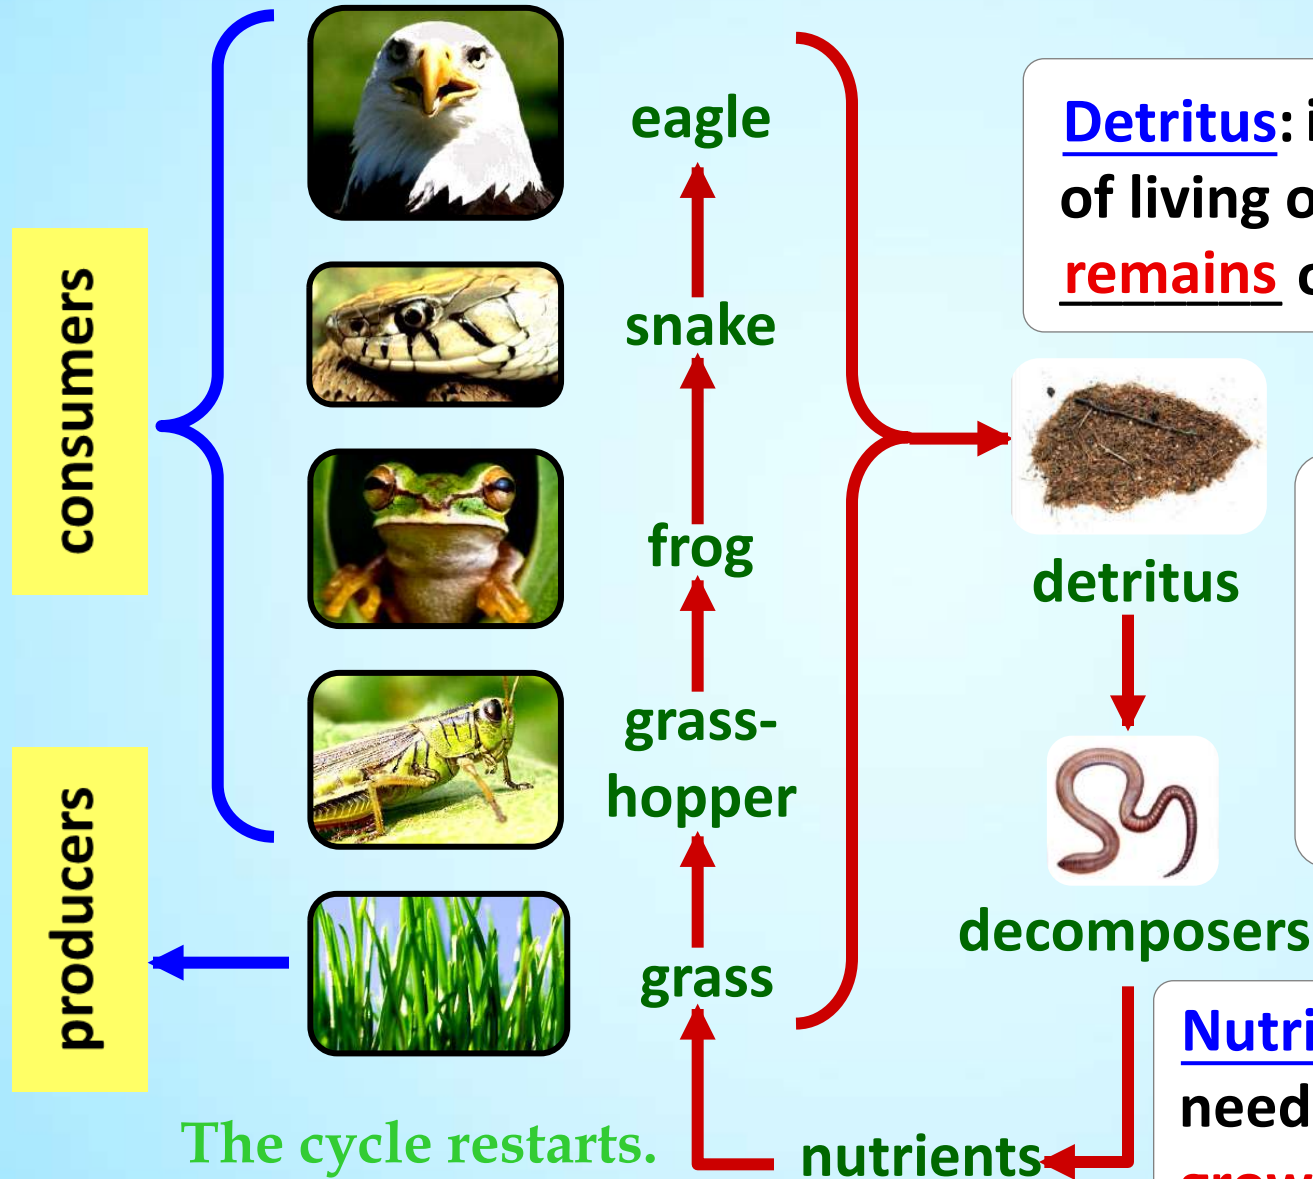 consumers
producers
eagle
snake
frog
grass-
hopper
grass
The cycle restarts.
Detritus: i
of living o
remains
detritus
decomposers
nutrients
Nutri
need